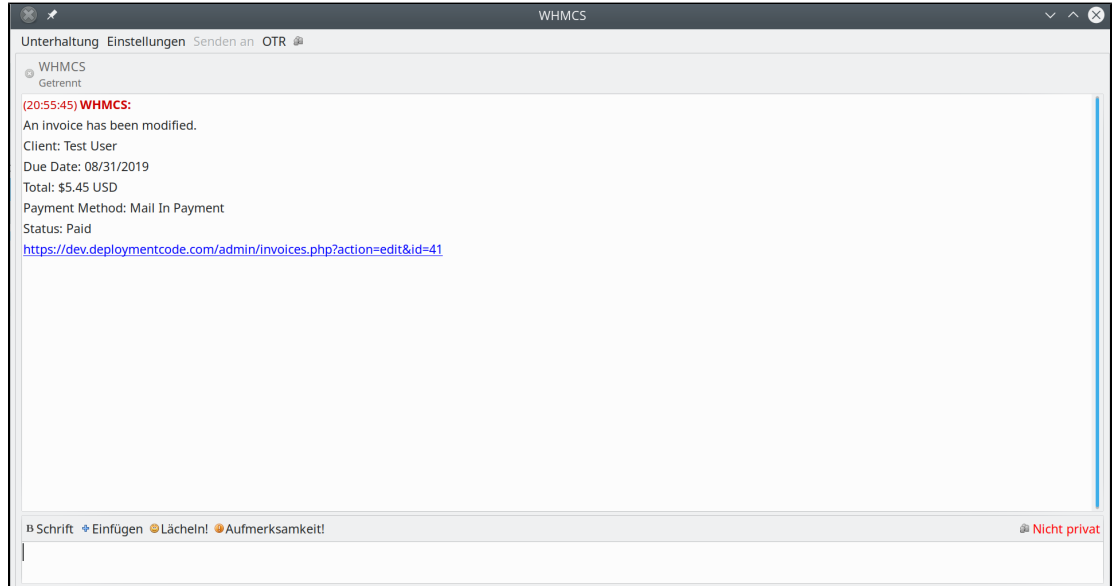 WHMCS
Unterhaltung Einstellungen Senden an OTR
WHMCS
Getrennt
(20:55:45) WHMCS:
An invoice has been modified.
Client: Test User
Due Date: 08/31/2019
Total: $5.45 USD
Payment Method: Mail In Payment
Status: Paid
https://dev.deploymentcode.com/admin/invoices.php?action=edit&id=41
B Schrift Einfügen Lächeln! Aufmerksamkeit! Nicht privat